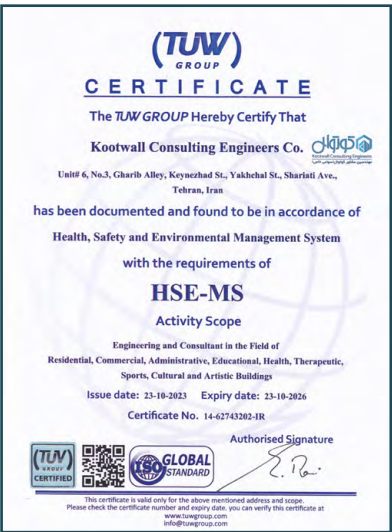 (TUW)
GROUP
CERTIFICATE
The TUW GROUP Hereby Certify That
Kootwall Consulting Engineers Co.
Kootwall Consulting Engineers
Unit# 6, No.3, Gharib Alley, Keynezhad St., Yakhchal St., Shariati Ave.,
Tehran, Iran
has been documented and found to be in accordance of
Health, Safety and Environmental Management System
with the requirements of
HSE-MS
Activity Scope
Engineering and Consultant in the Field of
Residential, Commercial, Administrative, Educational, Health, Therapeutic,
Sports, Cultural and Artistic Buildings
Issue date: 23-10-2023 Expiry date: 23-10-2026
Certificate No. 14-62743202-IR
Authorised Signature
(TUV)
GROUP
CERTIFIED
ISO GLOBAL
STANDARD
This certificate is valid only for the above mentioned address and scope.
Please check the certificate number and expiry date. you can verify this certificate at
www.tuwgroup.com
info@tuwgroup.com